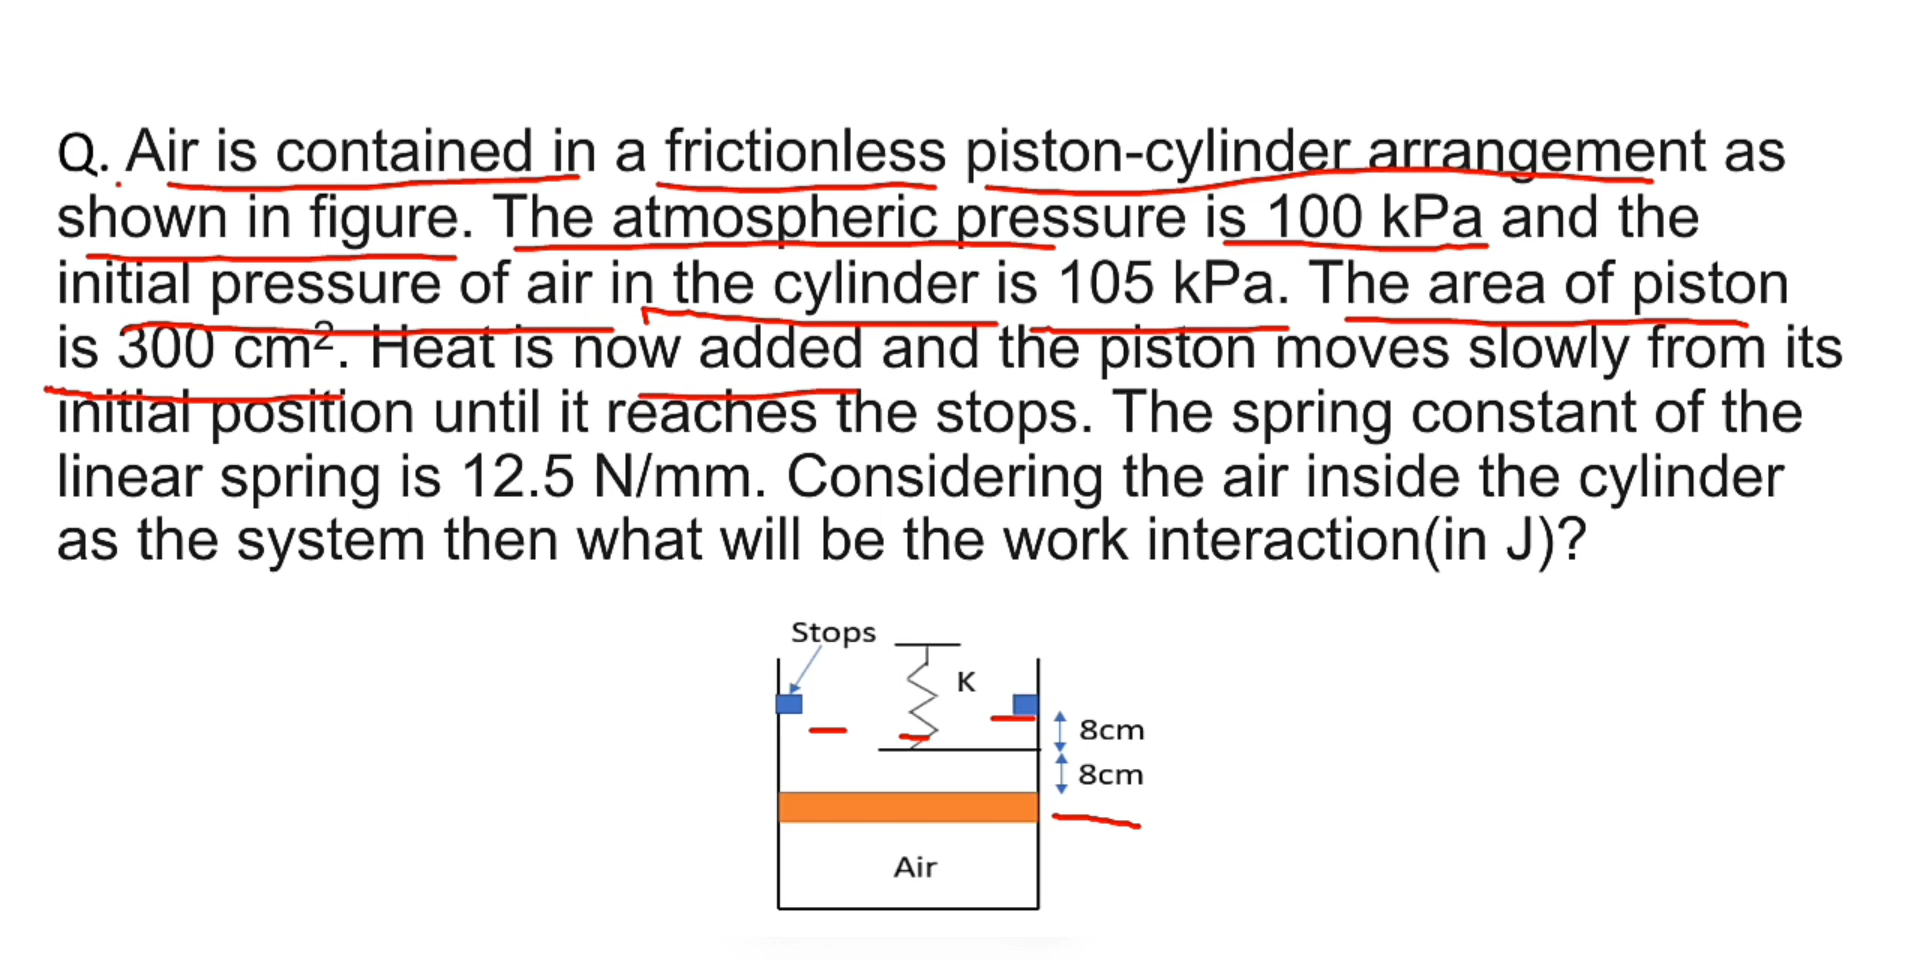 Q. Air is contained in a frictionless piston-cylinder arrangement as
shown in figure. The atmospheric pressure is 100 kPa and the
initial pressure of air in the cylinder is 105 kPa. The area of piston
is 300 cm². Heat is now added and the piston moves slowly from its
initial position until it reaches the stops. The spring constant of the
linear spring is 12.5 N/mm. Considering the air inside the cylinder
as the system then what will be the work interaction(in J)?
Stops
K
8cm
8cm
Air